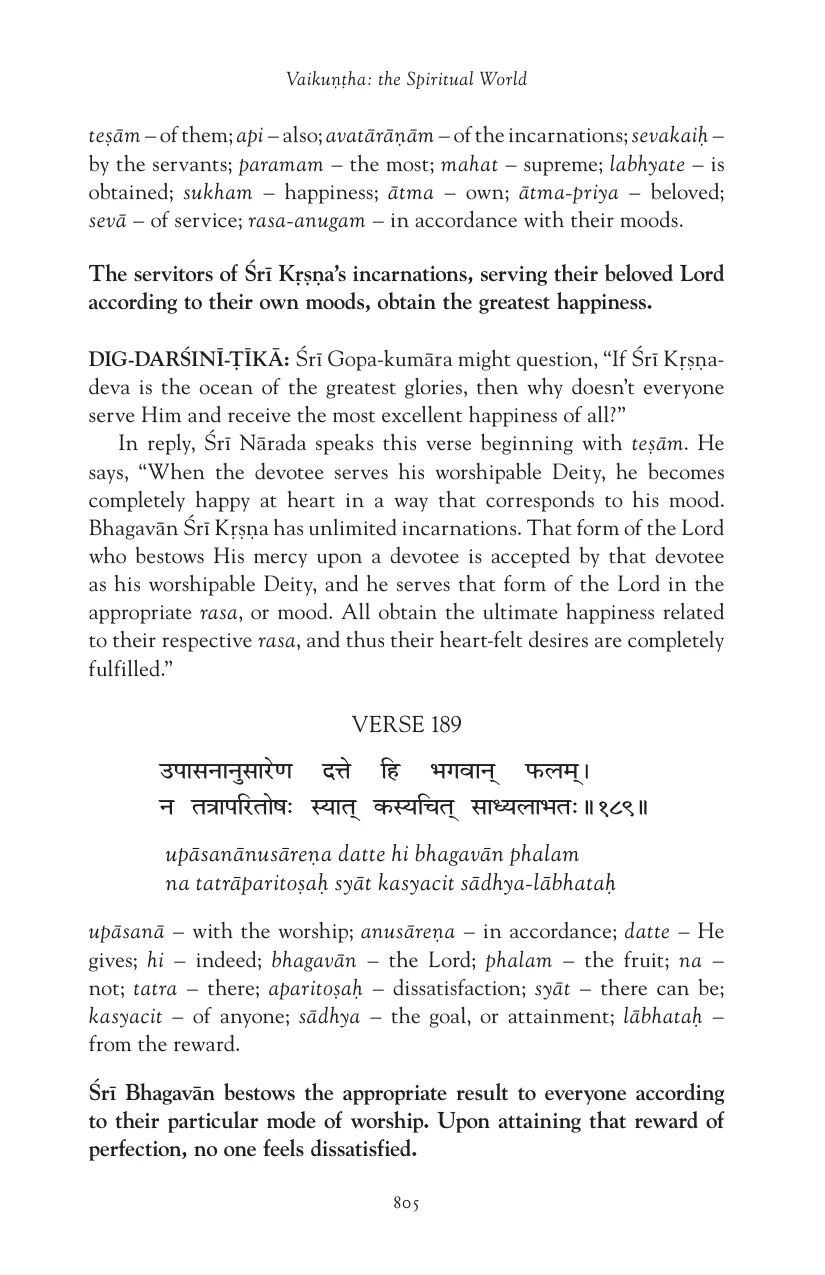 Vaikuṇṭha: the Spiritual World
teṣām – of them; api – also; avatārāṇām – of the incarnations; sevakaiḥ –
by the servants; paramam – the most; mahat – supreme; labhyate – is
obtained; sukham – happiness; ātma – own; ātma-priya – beloved;
sevā – of service; rasa-anugam – in accordance with their moods.
The servitors of Śrī Kṛṣṇa’s incarnations, serving their beloved Lord
according to their own moods, obtain the greatest happiness.
DIG-DARŚINĪ-ṬĪKĀ: Śrī Gopa-kumāra might question, “If Śrī Kṛṣṇa-
deva is the ocean of the greatest glories, then why doesn’t everyone
serve Him and receive the most excellent happiness of all?”
In reply, Śrī Nārada speaks this verse beginning with teṣām. He
says, “When the devotee serves his worshipable Deity, he becomes
completely happy at heart in a way that corresponds to his mood.
Bhagavān Śrī Kṛṣṇa has unlimited incarnations. That form of the Lord
who bestows His mercy upon a devotee is accepted by that devotee
as his worshipable Deity, and he serves that form of the Lord in the
appropriate rasa, or mood. All obtain the ultimate happiness related
to their respective rasa, and thus their heart-felt desires are completely
fulfilled.”
VERSE 189
उपासनानुसारेण दत्ते हि भगवान् फलम्।
न तत्रापरितोषः स्यात् कस्यचित् साध्यलाभतः॥१८९॥
upāsanānusāreṇa datte hi bhagavān phalam
na tatrāparitoṣaḥ syāt kasyacit sādhya-lābhataḥ
upāsanā – with the worship; anusāreṇa – in accordance; datte – He
gives; hi – indeed; bhagavān – the Lord; phalam – the fruit; na –
not; tatra – there; aparitoṣaḥ – dissatisfaction; syāt – there can be;
kasyacit – of anyone; sādhya – the goal, or attainment; lābhataḥ –
from the reward.
Śrī Bhagavān bestows the appropriate result to everyone according
to their particular mode of worship. Upon attaining that reward of
perfection, no one feels dissatisfied.
805